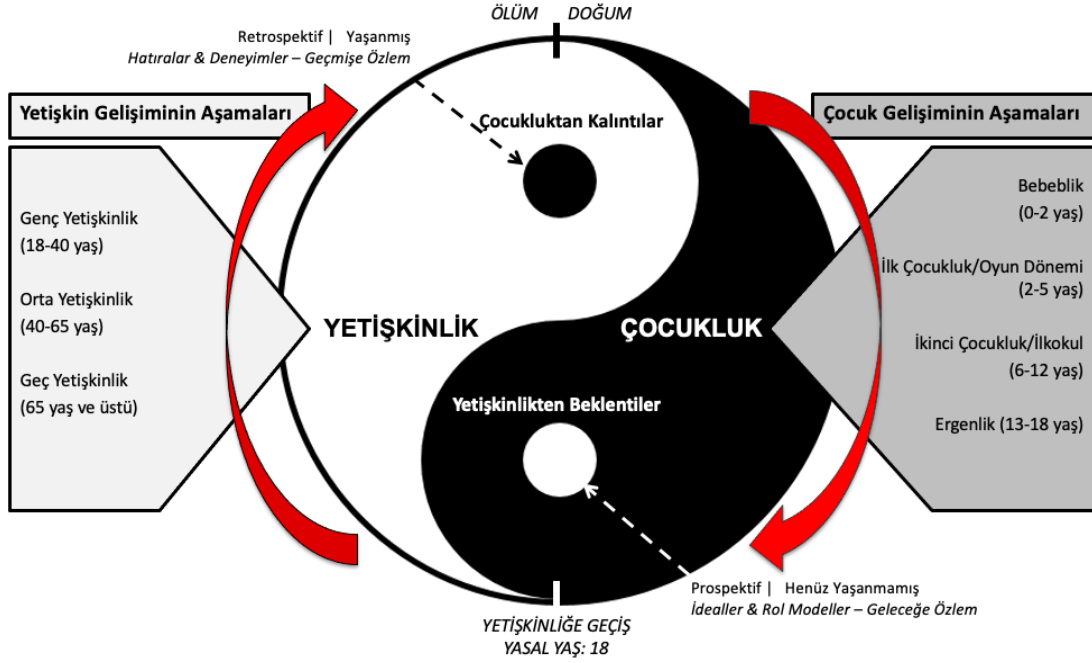 ÖLÜM DOĞUM
Retrospektif | Yaşanmış
Hatıralar & Deneyimler – Geçmişe Özlem
Yetişkin Gelişiminin Aşamaları
Çocuk Gelişiminin Aşamaları
Çocukluktan Kalıntılar
Genç Yetişkinlik
(18-40 yaş)
Orta Yetişkinlik
(40-65 yaş)
Geç Yetişkinlik
(65 yaş ve üstü)
YETİŞKİNLİK
ÇOCUKLUK
Bebeblik
(0-2 yaş)
İlk Çocukluk/Oyun Dönemi
(2-5 yaş)
İkinci Çocukluk/İlkokul
(6-12 yaş)
Ergenlik (13-18 yaş)
Yetişkinlikten Beklentiler
Prospektif | Henüz Yaşanmamış
İdealler & Rol Modeller – Geleceğe Özlem
YETİŞKİNLİĞE GEÇİŞ
YASAL YAŞ: 18